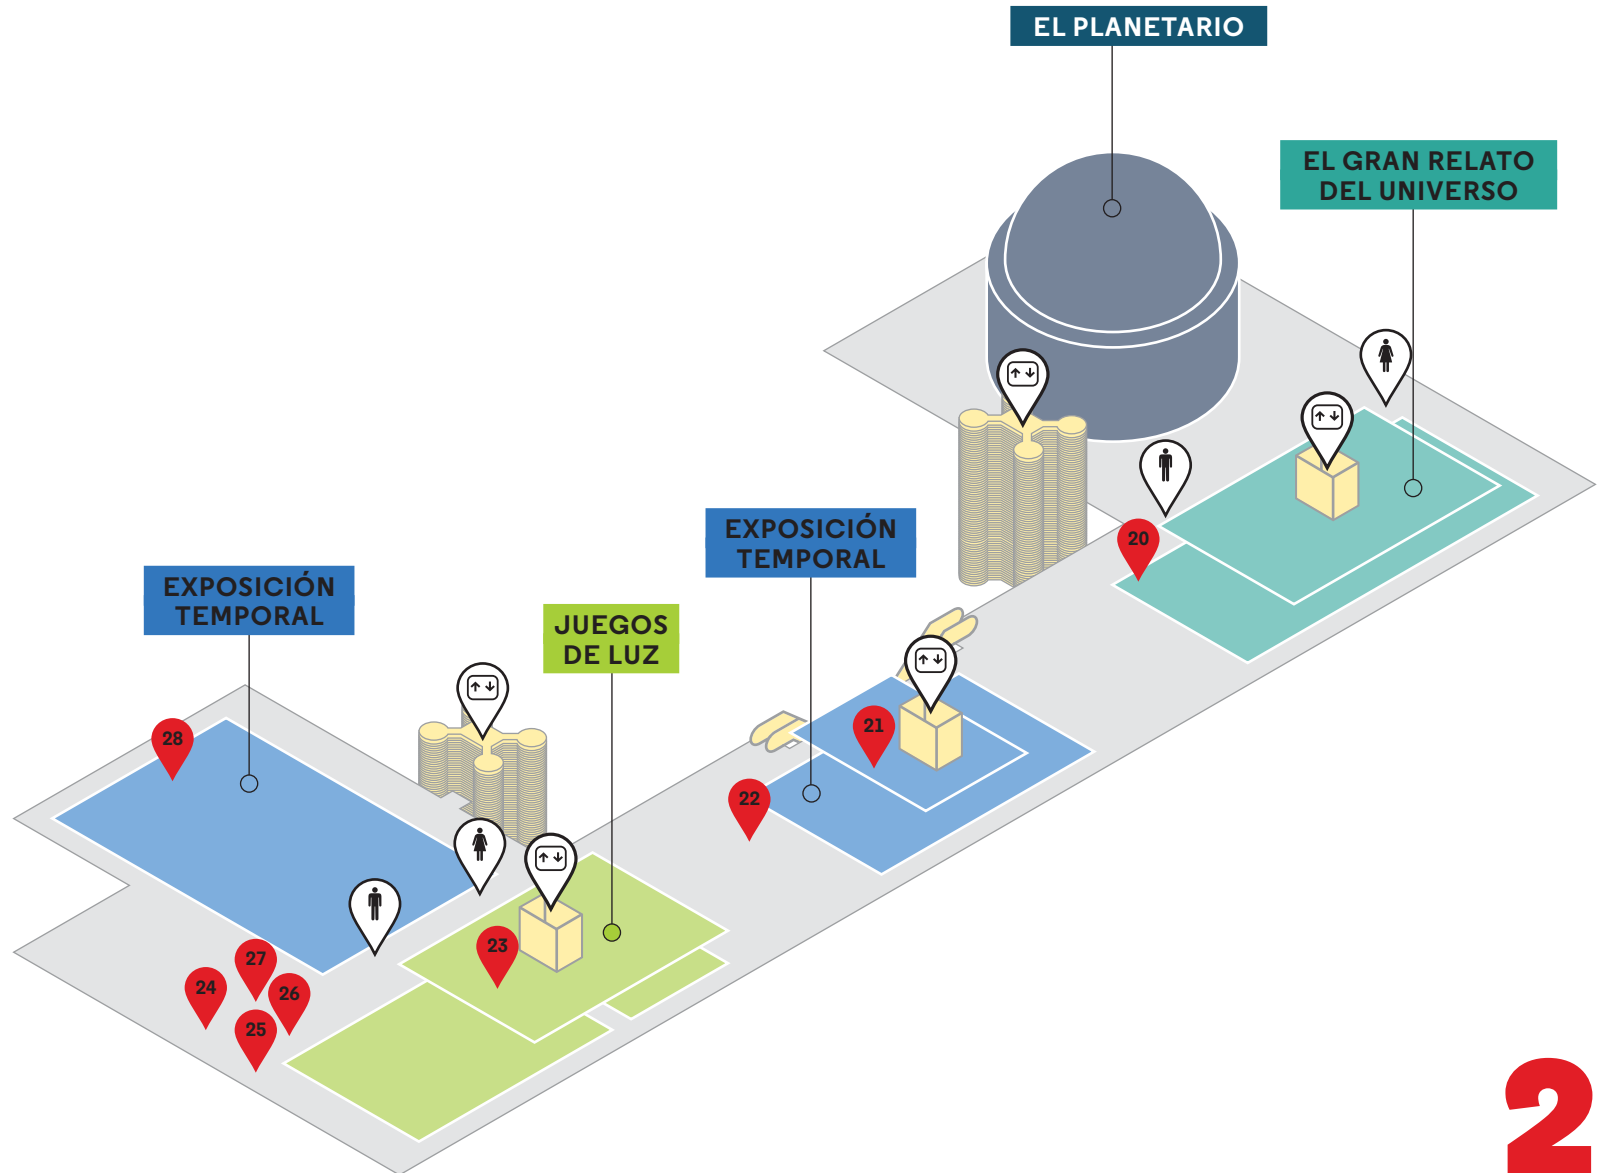 EL PLANETARIO
EL GRAN RELATO
DEL UNIVERSO
EXPOSICIÓN
TEMPORAL
20
EXPOSICIÓN
TEMPORAL
JUEGOS
DE LUZ
21
28
22
23
27
24
26
25
2